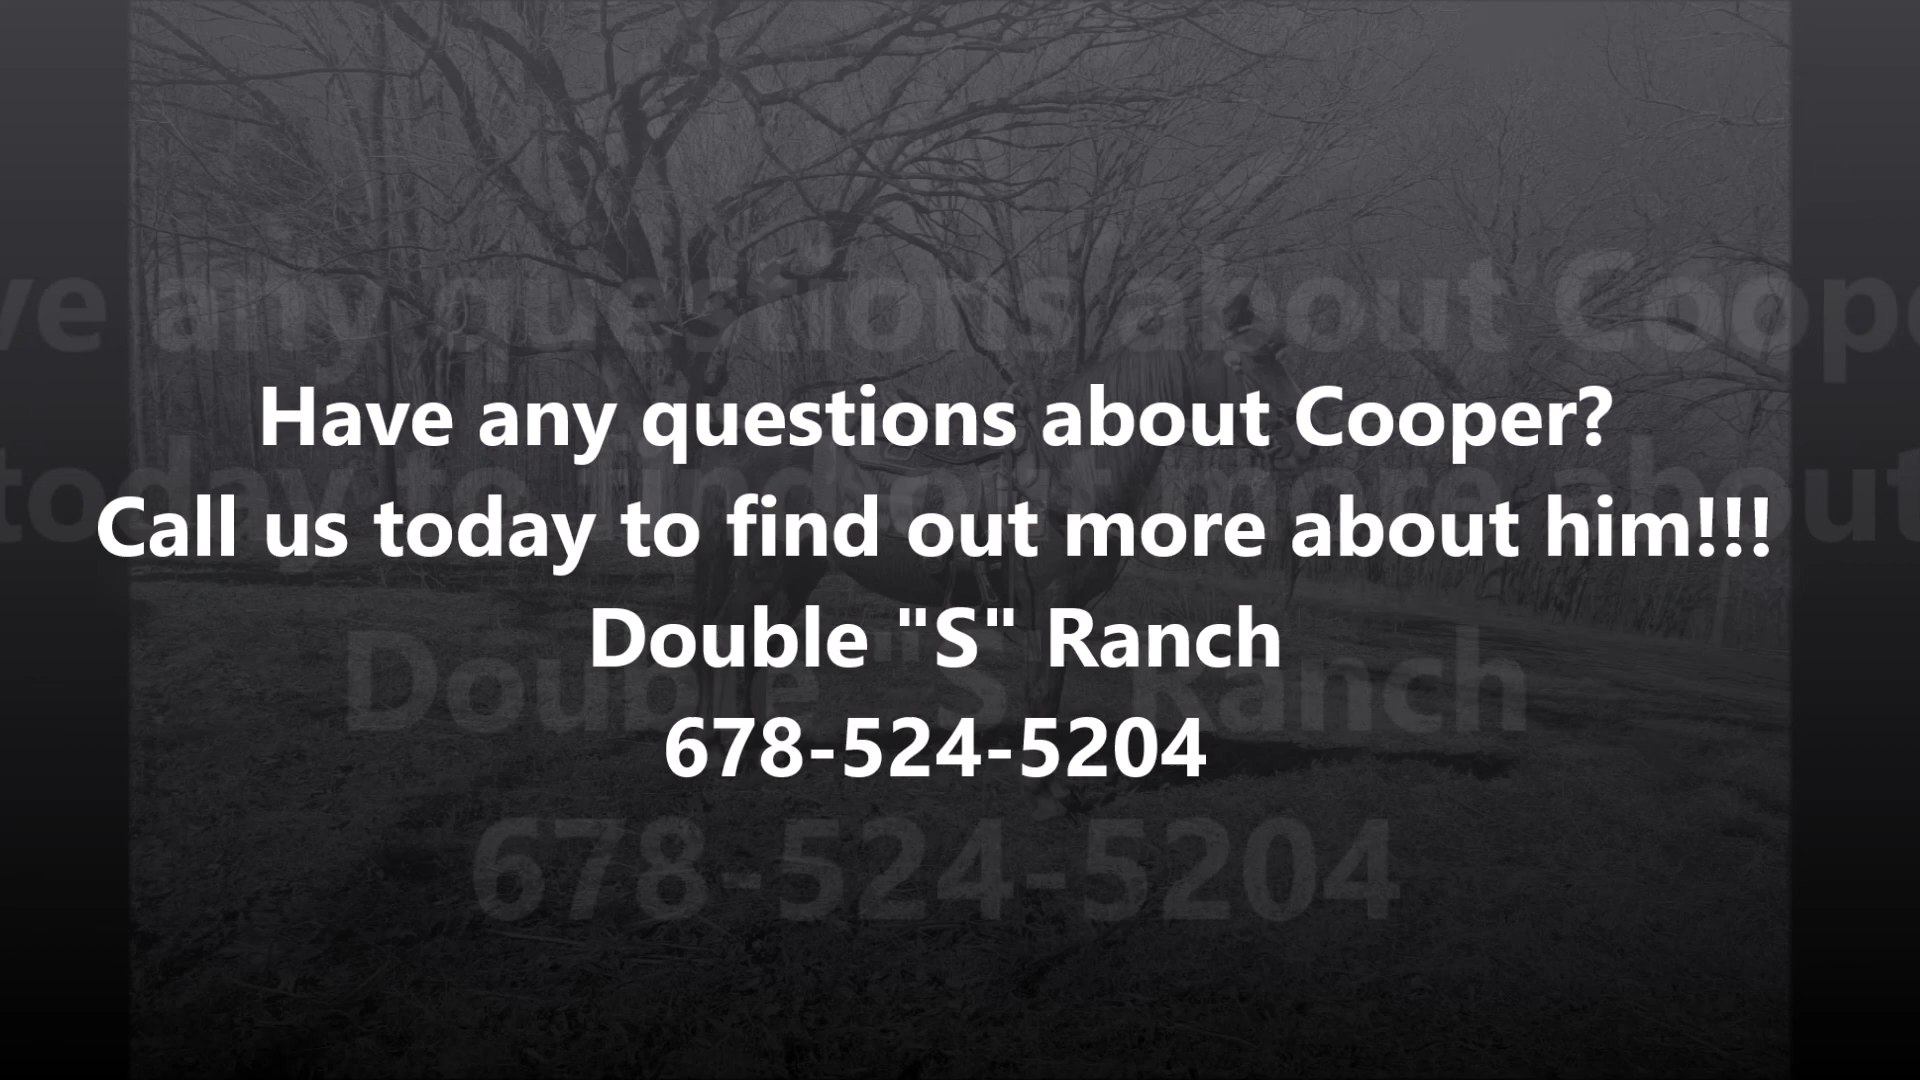 Have any questions about Cooper?
Call us today to find out more about him!!!
Double "S" Ranch
678-524-5204